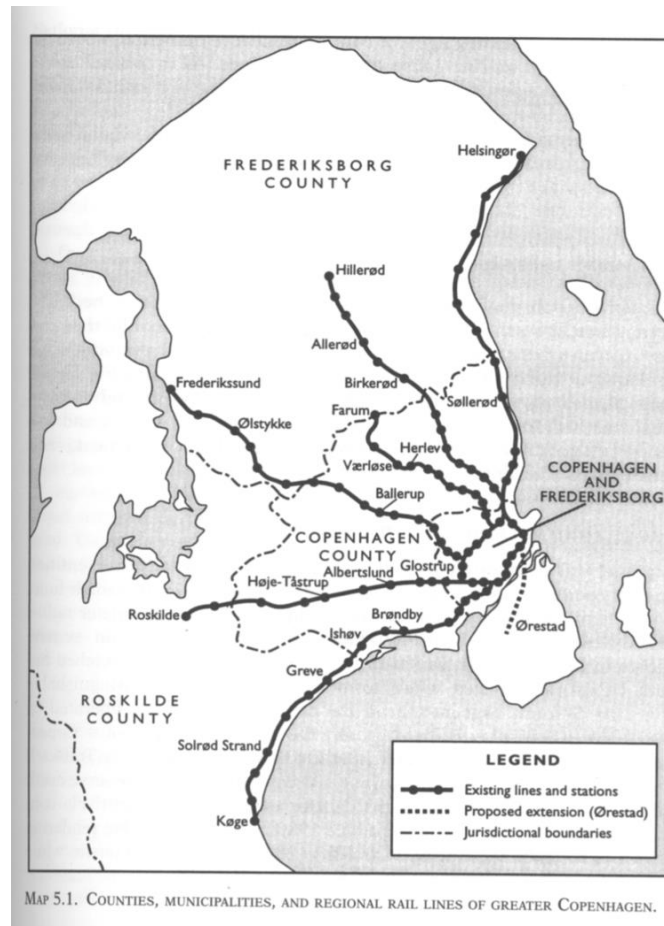 Helsingør
FREDERIKSBORG
COUNTY
Hillerød
Allerød
Frederikssund
Birkerød
Ølstykke
Farum
Søllerød
Herlev
Værløse
COPENHAGEN
AND
FREDERIKSBORG
Ballerup
COPENHAGEN
COUNTY
Albertslund
Glostrup
Høje-Tåstrup
Roskilde
Brøndby
Ørestad
Ishøv
Greve
ROSKILDE
COUNTY
Solrød Strand
Køge
LEGEND
Existing lines and stations
Proposed extension (Ørestad)
Jurisdictional boundaries
MAP 5.1. COUNTIES, MUNICIPALITIES, AND REGIONAL RAIL LINES OF GREATER COPENHAGEN.